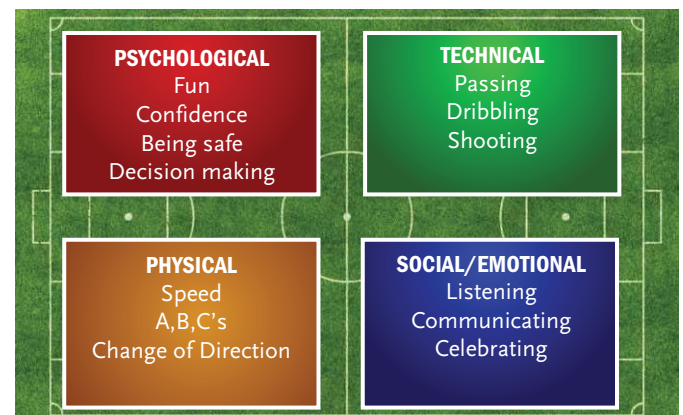 PSYCHOLOGICAL
Fun
Confidence
Being safe
Decision making
TECHNICAL
Passing
Dribbling
Shooting
PHYSICAL
Speed
A,B,C’s
Change of Direction
SOCIAL/EMOTIONAL
Listening
Communicating
Celebrating